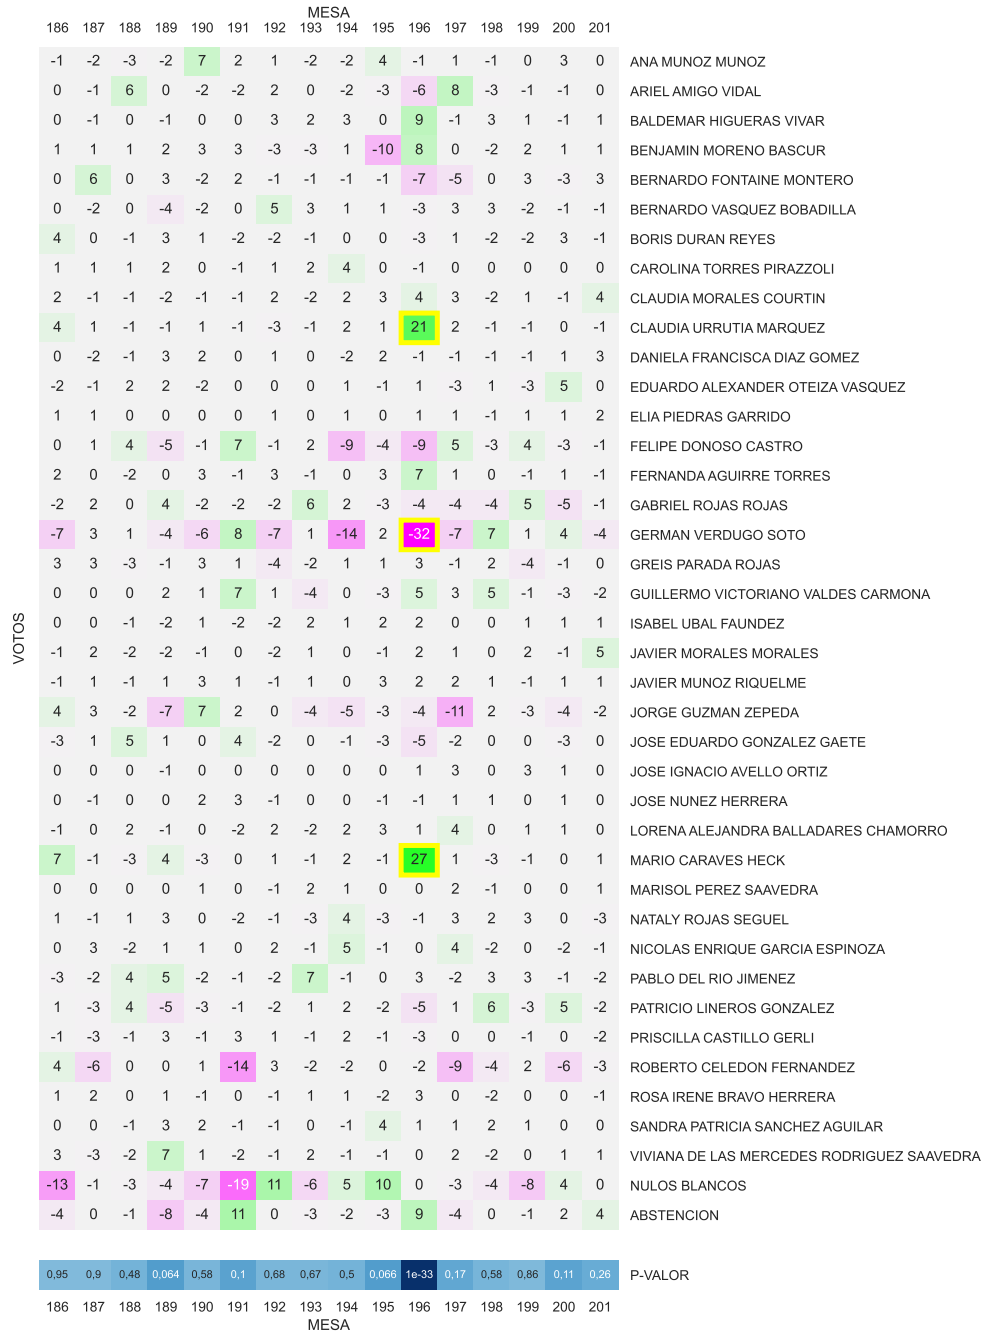 MESA
186 187 188 189 190 191 192 193 194 195 196 197 198 199 200 201
-1 -2 -3 -2 7 2 1 -2 -2 4 -1 1 -1 0 3 0 ANA MUNOZ MUNOZ
0 -1 6 0 -2 -2 2 0 -2 -3 -6 8 -3 -1 -1 0 ARIEL AMIGO VIDAL
0 -1 0 -1 0 0 3 2 3 0 9 -1 3 1 -1 1 BALDEMAR HIGUERAS VIVAR
1 1 1 2 3 3 -3 -3 1 -10 8 0 -2 2 1 1 BENJAMIN MORENO BASCUR
0 6 0 3 -2 2 -1 -1 -1 -1 -7 -5 0 3 -3 3 BERNARDO FONTAINE MONTERO
0 -2 0 -4 -2 0 5 3 1 1 -3 3 3 -2 -1 -1 BERNARDO VASQUEZ BOBADILLA
4 0 -1 3 1 -2 -2 -1 0 0 -3 1 -2 -2 3 -1 BORIS DURAN REYES
1 1 1 2 0 -1 1 2 4 0 -1 0 0 0 0 0 CAROLINA TORRES PIRAZZOLI
2 -1 -1 -2 -1 -1 2 -2 2 3 4 3 -2 1 -1 4 CLAUDIA MORALES COURTIN
4 1 -1 -1 1 -1 -3 -1 2 1 21 2 -1 -1 0 -1 CLAUDIA URRUTIA MARQUEZ
0 -2 -1 3 2 0 1 0 -2 2 -1 -1 -1 -1 1 3 DANIELA FRANCISCA DIAZ GOMEZ
-2 -1 2 2 -2 0 0 0 1 -1 1 -3 1 -3 5 0 EDUARDO ALEXANDER OTEIZA VASQUEZ
1 1 0 0 0 0 1 0 1 0 1 1 -1 1 1 2 ELIA PIEDRAS GARRIDO
0 1 4 -5 -1 7 -1 2 -9 -4 -9 5 -3 4 -3 -1 FELIPE DONOSO CASTRO
2 0 -2 0 3 -1 3 -1 0 3 7 1 0 -1 1 -1 FERNANDA AGUIRRE TORRES
-2 2 0 4 -2 -2 -2 6 2 -3 -4 -4 -4 5 -5 -1 GABRIEL ROJAS ROJAS
-7 3 1 -4 -6 8 -7 1 -14 2 -32 -7 7 1 4 -4 GERMAN VERDUGO SOTO
3 3 -3 -1 3 1 -4 -2 1 1 3 -1 2 -4 -1 0 GREIS PARADA ROJAS
0 0 0 2 1 7 1 -4 0 -3 5 3 5 -1 -3 -2 GUILLERMO VICTORIANO VALDES CARMONA
VOTOS
0 0 -1 -2 1 -2 -2 2 1 2 2 0 0 1 1 1 ISABEL UBAL FAUNDEZ
-1 2 -2 -2 -1 0 -2 1 0 -1 2 1 0 2 -1 5 JAVIER MORALES MORALES
-1 1 -1 1 3 1 -1 1 0 3 2 2 1 -1 1 1 JAVIER MUNOZ RIQUELME
4 3 -2 -7 7 2 0 -4 -5 -3 -4 -11 2 -3 -4 -2 JORGE GUZMAN ZEPEDA
-3 1 5 1 0 4 -2 0 -1 -3 -5 -2 0 0 -3 0 JOSE EDUARDO GONZALEZ GAETE
0 0 0 -1 0 0 0 0 0 0 1 3 0 3 1 0 JOSE IGNACIO AVELLO ORTIZ
0 -1 0 0 2 3 -1 0 0 -1 -1 1 1 0 1 0 JOSE NUNEZ HERRERA
-1 0 2 -1 0 -2 2 -2 2 3 1 4 0 1 1 0 LORENA ALEJANDRA BALLADARES CHAMORRO
7 -1 -3 4 -3 0 1 -1 2 -1 27 1 -3 -1 0 1 MARIO CARAVES HECK
0 0 0 0 1 0 -1 2 1 0 0 2 -1 0 0 1 MARISOL PEREZ SAAVEDRA
1 -1 1 3 0 -2 -1 -3 4 -3 -1 3 2 3 0 -3 NATALY ROJAS SEGUEL
0 3 -2 1 1 0 2 -1 5 -1 0 4 -2 0 -2 -1 NICOLAS ENRIQUE GARCIA ESPINOZA
-3 -2 4 5 -2 -1 -2 7 -1 0 3 -2 3 3 -1 -2 PABLO DEL RIO JIMENEZ
1 -3 4 -5 -3 -1 -2 1 2 -2 -5 1 6 -3 5 -2 PATRICIO LINEROS GONZALEZ
-1 -3 -1 3 -1 3 1 -1 2 -1 -3 0 0 -1 0 -2 PRISCILLA CASTILLO GERLI
4 -6 0 0 1 -14 3 -2 -2 0 -2 -9 -4 2 -6 -3 ROBERTO CELEDON FERNANDEZ
1 2 0 1 -1 0 -1 1 1 -2 3 0 -2 0 0 -1 ROSA IRENE BRAVO HERRERA
0 0 -1 3 2 -1 -1 0 -1 4 1 1 2 1 0 0 SANDRA PATRICIA SANCHEZ AGUILAR
3 -3 -2 7 1 -2 -1 2 -1 -1 0 2 -2 0 1 1 VIVIANA DE LAS MERCEDES RODRIGUEZ SAAVEDRA
-13 -1 -3 -4 -7 -19 11 -6 5 10 0 -3 -4 -8 4 0 NULOS BLANCOS
-4 0 -1 -8 -4 11 0 -3 -2 -3 9 -4 0 -1 2 4 ABSTENCION
0,95 0,9 0,48 0,064 0,58 0,1 0,68 0,67 0,5 0,066 1e-33 0,17 0,58 0,86 0,11 0,26 P-VALOR
186 187 188 189 190 191 192 193 194 195 196 197 198 199 200 201
MESA